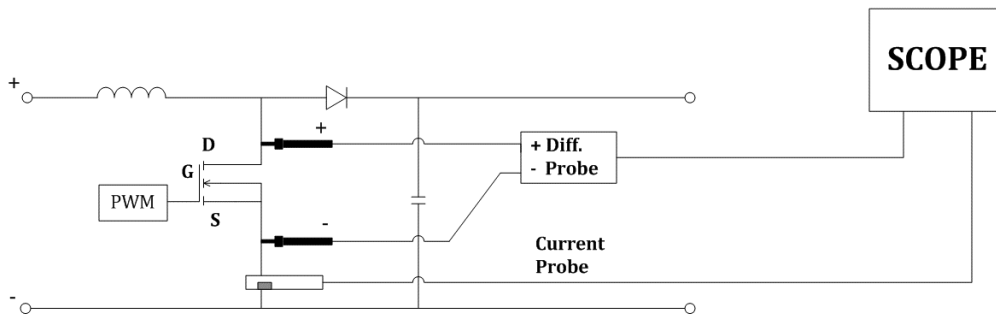 SCOPE
+
+
D
+ Diff.
- Probe
G
PWM
S
-
Current
Probe
-